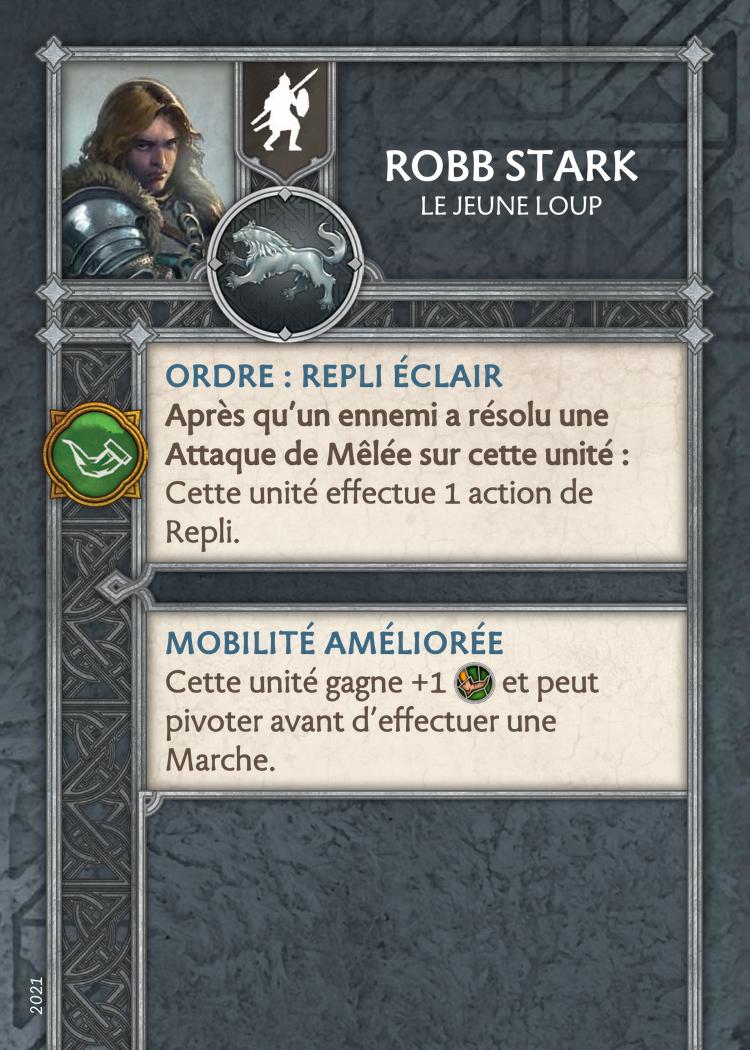 ROBB STARK
LE JEUNE LOUP
ORDRE : REPLI ÉCLAIR
Après qu’un ennemi a résolu une
Attaque de Mêlée sur cette unité :
Cette unité effectue 1 action de
Repli.
MOBILITÉ AMÉLIORÉE
Cette unité gagne +1 et peut
pivoter avant d’effectuer une
Marche.
2021